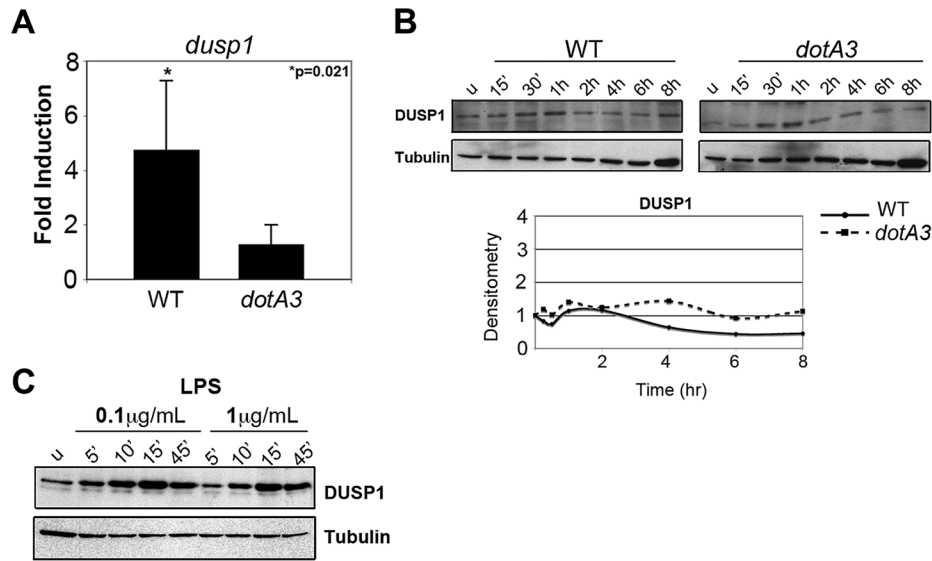 A
dusp1
*p=0.021
*
8
6
4
2
0
Fold Induction
WT dotA3
B
WT dotA3
u 15' 30' 1h 2h 4h 6h 8h u 15' 30' 1h 2h 4h 6h 8h
DUSP1
Tubulin
DUSP1
WT
dotA3
4
3
2
1
0
Densitometry
2 4 6 8
Time (hr)
C
LPS
0.1µg/mL 1µg/mL
u 5' 10' 15' 45' 5' 10' 15' 45'
DUSP1
Tubulin